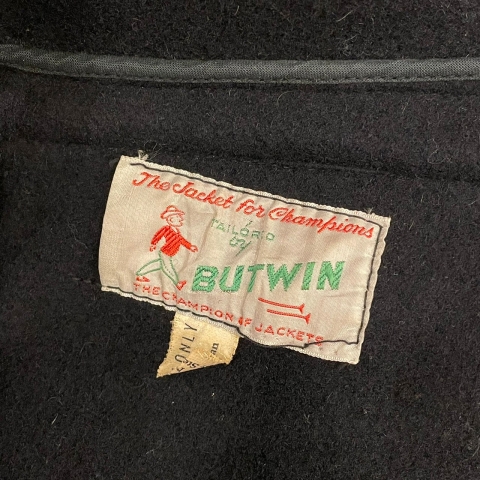 The Jacket for Champions
TAILOR'D
by
BUTWIN
THE CHAMPION OF JACKETS
ONLY